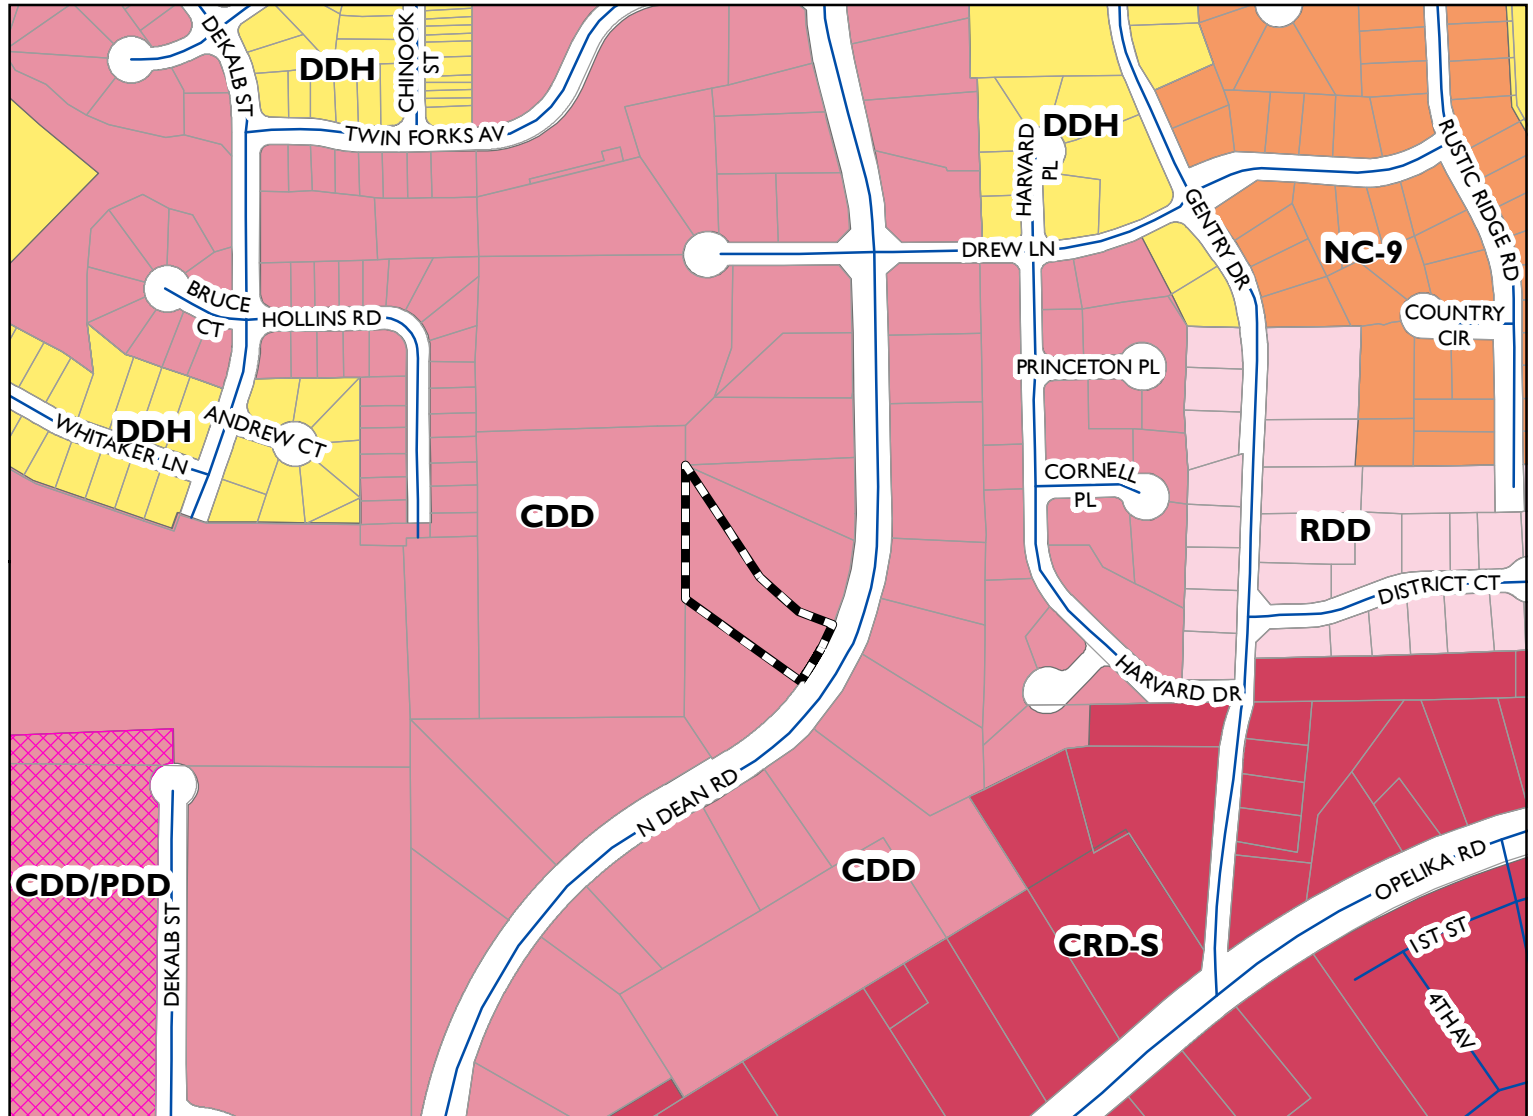 DEKALB ST
DDH
CHINOOK
ST
TWIN FORKS AV
HARVARD
PL
DDH
RUSTIC RIDGE RD
GENTRY DR
DREW LN
NC-9
BRUCE
CT
HOLLINS RD
COUNTRY
CIR
PRINCETON PL
WHITAKER LN
DDH
ANDREW CT
CORNELL
PL
CDD
RDD
DISTRICT CT
HARVARD DR
N DEAN RD
CDD
CDD/PDD
DEKALB ST
OPELIKA RD
CRD-S
1ST ST
4TH AV